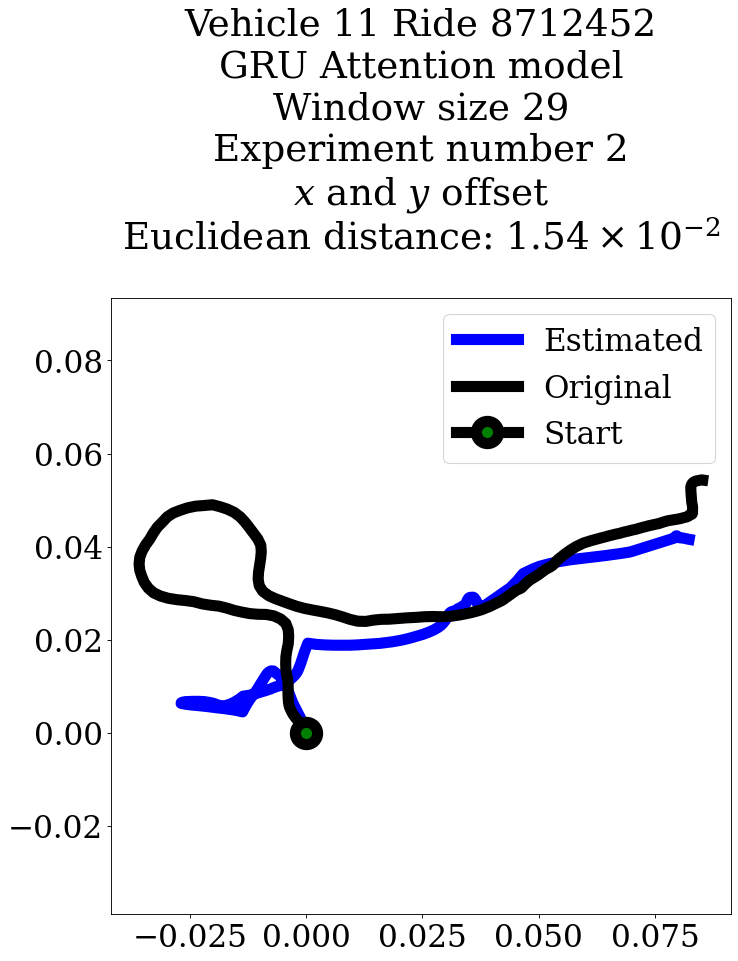 Vehicle 11 Ride 8712452
GRU Attention model
Window size 29
Experiment number 2
x and y offset
Euclidean distance: 1.54 × 10⁻²
Estimated
Original
Start
0.08
0.06
0.04
0.02
0.00
−0.02
−0.025 0.000 0.025 0.050 0.075